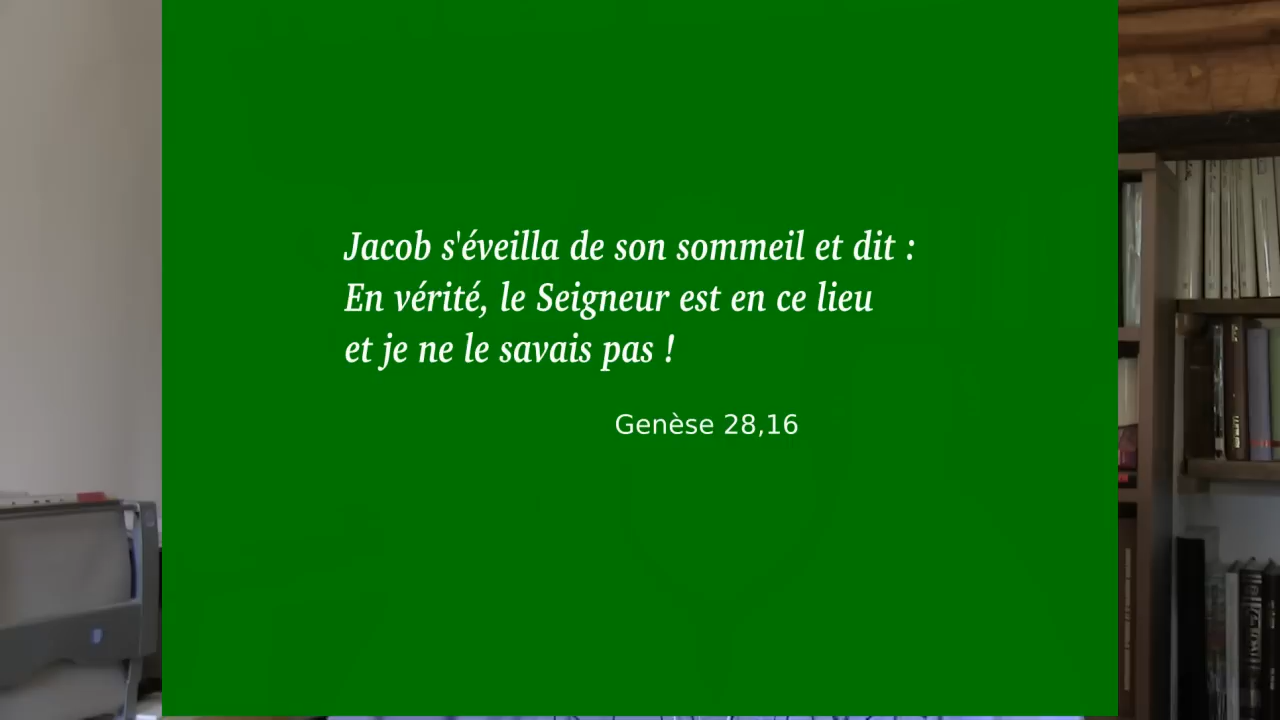 Jacob s'éveilla de son sommeil et dit :
En vérité, le Seigneur est en ce lieu
et je ne le savais pas !
Genèse 28,16